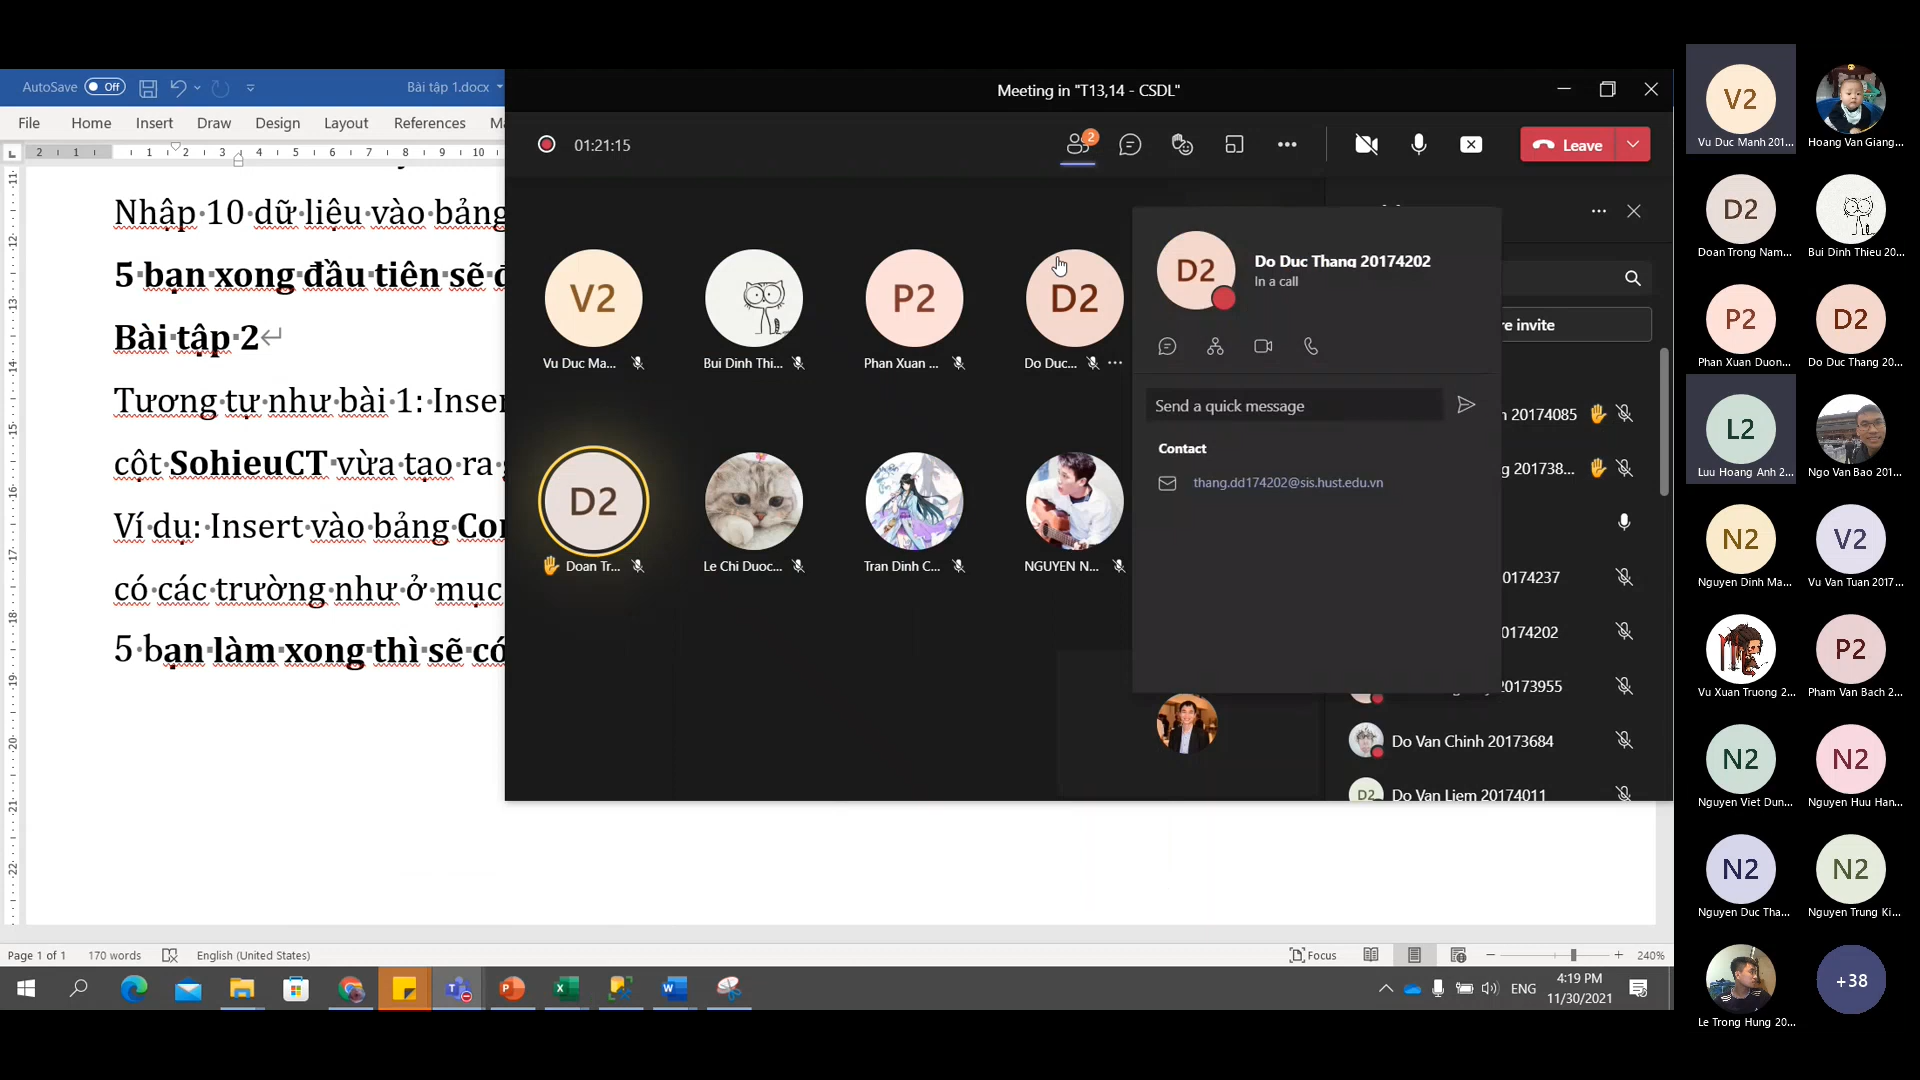 AutoSave Off Bài tập 1.docx
File Home Insert Draw Design Layout References
Nhập 10 dữ liệu vào bảng
5 bạn xong đầu tiên sẽ
Bài tập 2
Tương tự như bài 1: Inser
cột SohieuCT vừa tạo ra
Ví dụ: Insert vào bảng Con
có các trường như ở mục
5 bạn làm xong thì sẽ có
Page 1 of 1 170 words English (United States) Focus 240%
ENG 4:19 PM
11/30/2021
Meeting in "T13,14 - CSDL"
01:21:15 2 Leave
V2 P2 D2
Vu Duc Ma... Bui Dinh Thi... Phan Xuan ... Do Duc...
D2
Doan Tr... Le Chi Duoc... Tran Dinh C... NGUYEN N...
D2 Do Duc Thang 20174202
In a call
Send a quick message
Contact
thang.dd174202@sis.hust.edu.vn
re invite
n 20174085
g 201738...
0174237
0174202
20173955
Do Van Chinh 20173684
D2 Do Van Liem 20174011
V2
Vu Duc Manh 201... Hoang Van Giang...
D2
Doan Trong Nam... Bui Dinh Thieu 20...
P2 D2
Phan Xuan Duon... Do Duc Thang 20...
L2
Luu Hoang Anh 2... Ngo Van Bao 201...
N2 V2
Nguyen Dinh Ma... Vu Van Tuan 2017...
P2
Vu Xuan Truong 2... Pham Van Bach 2...
N2 N2
Nguyen Viet Dun... Nguyen Huu Han...
N2 N2
Nguyen Duc Tha... Nguyen Trung Ki...
+38
Le Trong Hung 20...